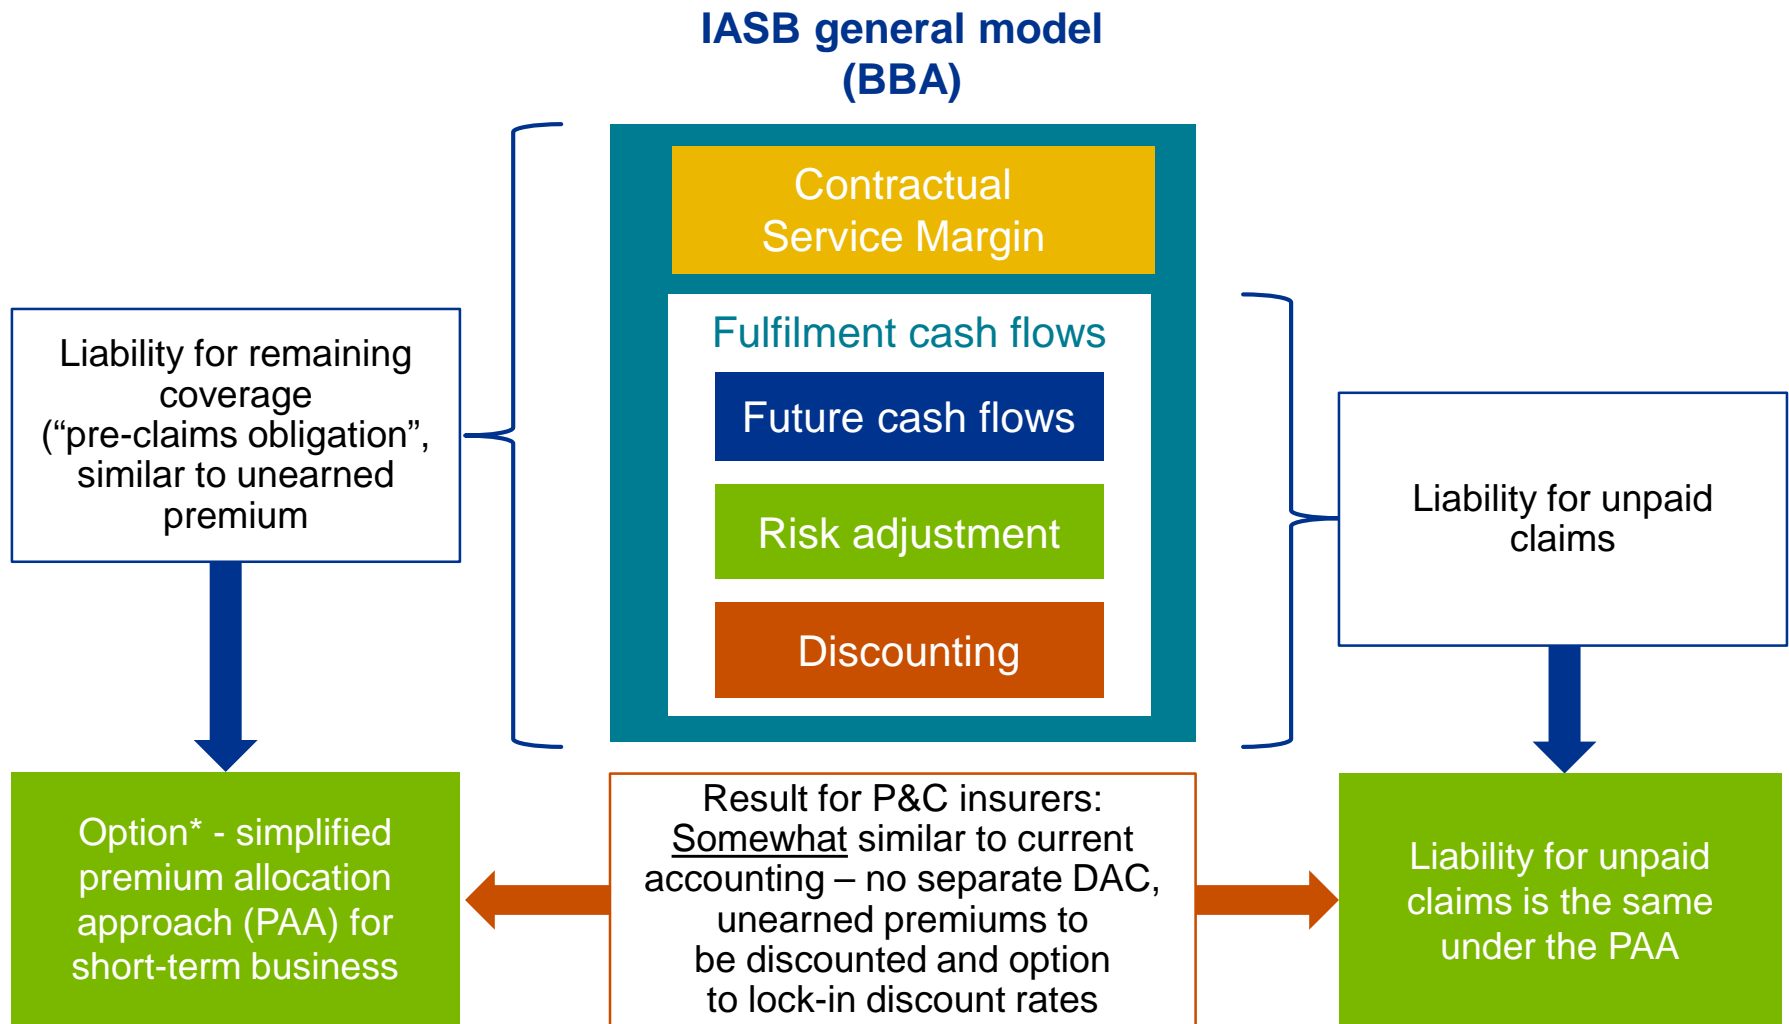 IASB general model
(BBA)
Contractual
Service Margin
Fulfilment cash flows
Future cash flows
Risk adjustment
Discounting
Liability for remaining
coverage
(“pre-claims obligation”,
similar to unearned
premium
Liability for unpaid
claims
Option* - simplified
premium allocation
approach (PAA) for
short-term business
Result for P&C insurers:
Somewhat similar to current
accounting – no separate DAC,
unearned premiums to
be discounted and option
to lock-in discount rates
Liability for unpaid
claims is the same
under the PAA